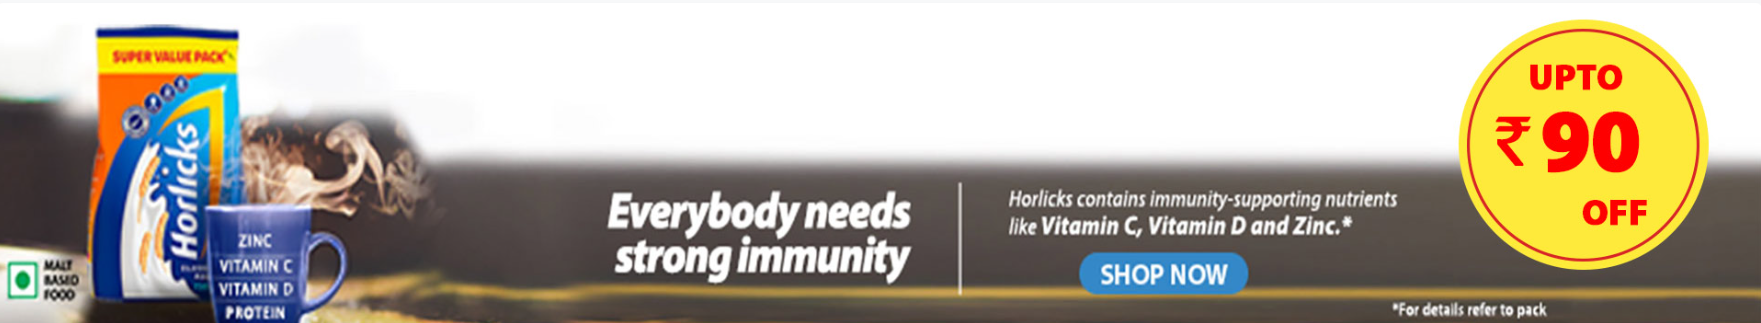 SUPER VALUE PACK
Horlicks
ZINC
VITAMIN C
VITAMIN D
PROTEIN
MALT
BASED
FOOD
Everybody needs
strong immunity
Horlicks contains immunity-supporting nutrients
like Vitamin C, Vitamin D and Zinc.*
SHOP NOW
*For details refer to pack
UPTO
₹90
OFF